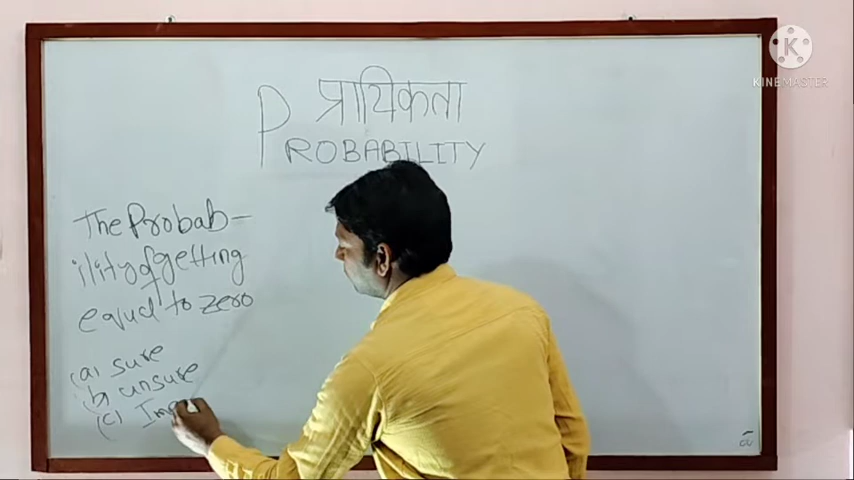 प्रायिकता
PROBABILITY
The Probab-
ility of getting
equal to zero
(a) sure
(b) unsure
(c)
K
KINEMASTER